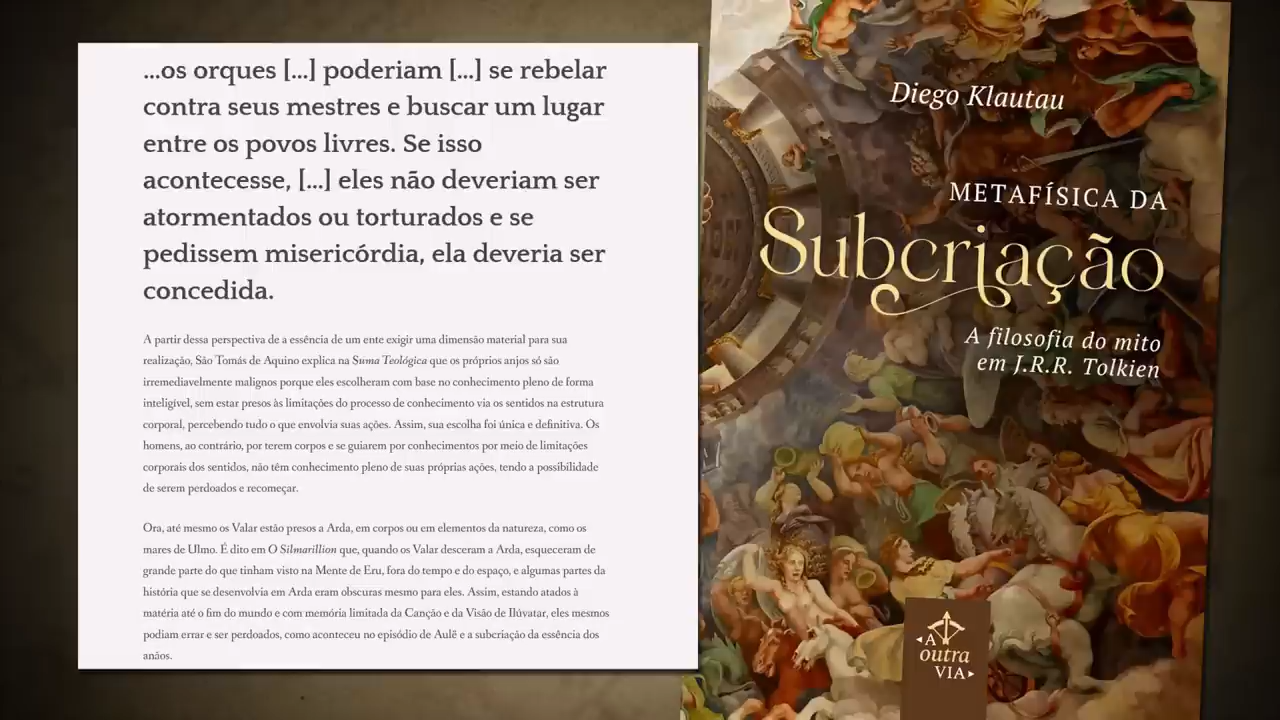 ...os orques [...] poderiam [...] se rebelar
contra seus mestres e buscar um lugar
entre os povos livres. Se isso
acontecesse, [...] eles não deveriam ser
atormentados ou torturados e se
pedissem misericórdia, ela deveria ser
concedida.
A partir dessa perspectiva de a essência de um ente exigir uma dimensão material para sua
realização, São Tomás de Aquino explica na Suma Teológica que os próprios anjos só são
irremediavelmente malignos porque eles escolheram com base no conhecimento pleno de forma
inteligível, sem estar presos às limitações do processo de conhecimento via os sentidos na estrutura
corporal, percebendo tudo o que envolvia suas ações. Assim, sua escolha foi única e definitiva. Os
homens, ao contrário, por terem corpos e se guiarem por conhecimentos por meio de limitações
corporais dos sentidos, não têm conhecimento pleno de suas próprias ações, tendo a possibilidade
de serem perdoados e recomeçar.
Ora, até mesmo os Valar estão presos a Arda, em corpos ou em elementos da natureza, como os
mares de Ulmo. É dito em O Silmarillion que, quando os Valar desceram a Arda, esqueceram de
grande parte do que tinham visto na Mente de Eru, fora do tempo e do espaço, e algumas partes da
história que se desenvolvia em Arda eram obscuras mesmo para eles. Assim, estando atados à
matéria até o fim do mundo e com memória limitada da Canção e da Visão de Ilúvatar, eles mesmos
podiam errar e ser perdoados, como aconteceu no episódio de Aulë e a subcriação da essência dos
anãos.
Diego Klautau
METAFÍSICA DA
Subcriação
A filosofia do mito
em J.R.R. Tolkien
A
outra
VIA